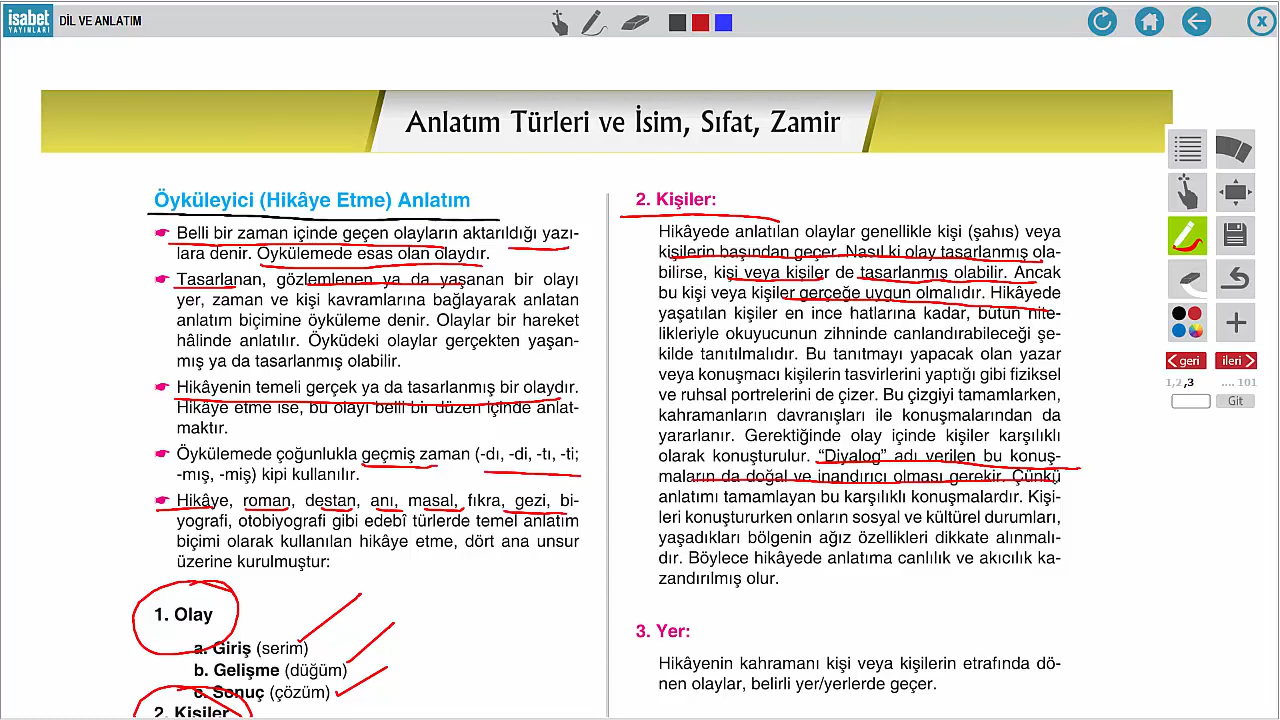 isabet
YAYINLARI
DİL VE ANLATIM
Anlatım Türleri ve İsim, Sıfat, Zamir
Öyküleyici (Hikâye Etme) Anlatım
Belli bir zaman içinde geçen olayların aktarıldığı yazı-
lara denir. Öykülemede esas olan olaydır.
Tasarlanan, gözlemlenen ya da yaşanan bir olayı
yer, zaman ve kişi kavramlarına bağlayarak anlatan
anlatım biçimine öyküleme denir. Olaylar bir hareket
hâlinde anlatılır. Öyküdeki olaylar gerçekten yaşan-
mış ya da tasarlanmış olabilir.
Hikâyenin temeli gerçek ya da tasarlanmış bir olaydır.
Hikâye etme ise, bu olayı belli bir düzen içinde anlat-
maktır.
Öykülemede çoğunlukla geçmiş zaman (-dı, -di, -tı, -ti;
-mış, -miş) kipi kullanılır.
Hikâye, roman, destan, anı, masal, fıkra, gezi, bi-
yografi, otobiyografi gibi edebî türlerde temel anlatım
biçimi olarak kullanılan hikâye etme, dört ana unsur
üzerine kurulmuştur:
1. Olay
a. Giriş (serim)
b. Gelişme (düğüm)
c. Sonuç (çözüm)
2. Kişiler
2. Kişiler:
Hikâyede anlatılan olaylar genellikle kişi (şahıs) veya
kişilerin başından geçer. Nasıl ki olay tasarlanmış ola-
bilirse, kişi veya kişiler de tasarlanmış olabilir. Ancak
bu kişi veya kişiler gerçeğe uygun olmalıdır. Hikâyede
yaşatılan kişiler en ince hatlarına kadar, bütün nite-
likleriyle okuyucunun zihninde canlandırabileceği şe-
kilde tanıtılmalıdır. Bu tanıtmayı yapacak olan yazar
veya konuşmacı kişilerin tasvirlerini yaptığı gibi fiziksel
ve ruhsal portrelerini de çizer. Bu çizgiyi tamamlarken,
kahramanların davranışları ile konuşmalarından da
yararlanır. Gerektiğinde olay içinde kişiler karşılıklı
olarak konuşturulur. “Diyalog” adı verilen bu konuş-
maların da doğal ve inandırıcı olması gerekir. Çünkü
anlatımı tamamlayan bu karşılıklı konuşmalardır. Kişi-
leri konuştururken onların sosyal ve kültürel durumları,
yaşadıkları bölgenin ağız özellikleri dikkate alınmalı-
dır. Böylece hikâyede anlatıma canlılık ve akıcılık ka-
zandırılmış olur.
3. Yer:
Hikâyenin kahramanı kişi veya kişilerin etrafında dö-
nen olaylar, belirli yer/yerlerde geçer.
geri ileri
1,2,3 .... 101
Git